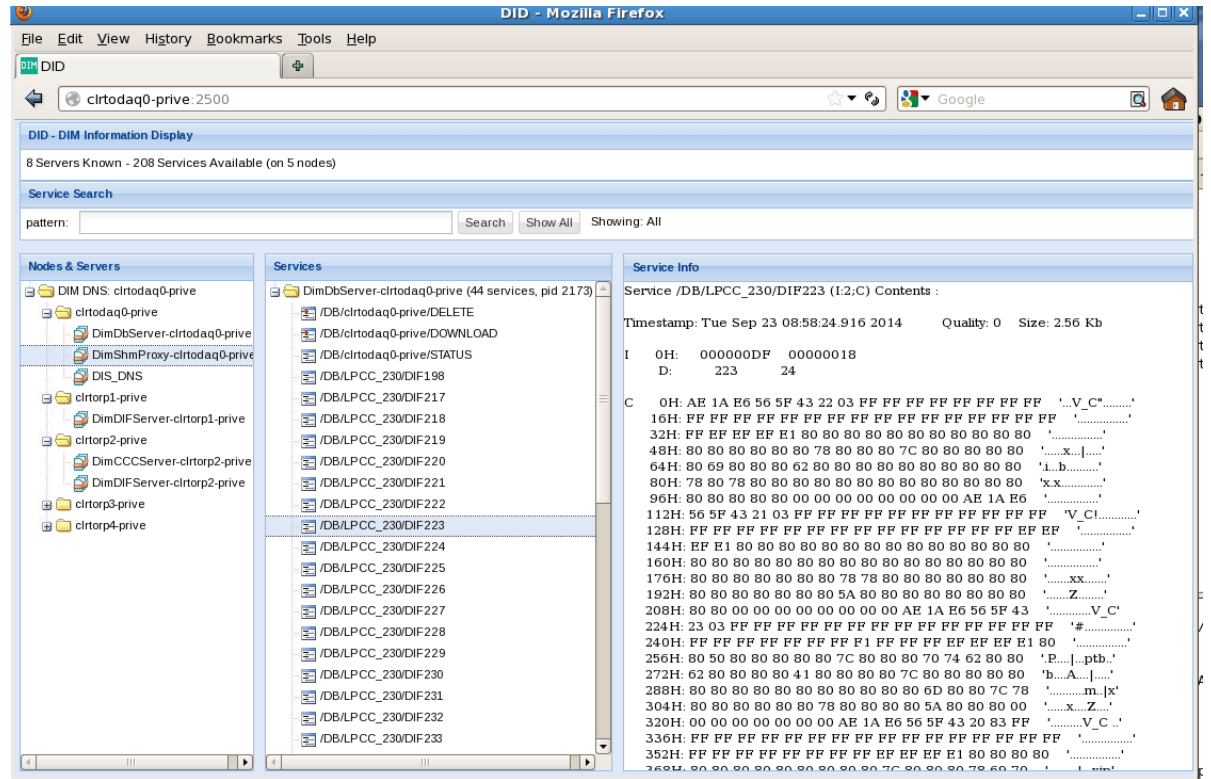 DID - Mozilla Firefox
File Edit View History Bookmarks Tools Help
DIM DID
clrtodaq0-prive:2500
Google
DID - DIM Information Display
8 Servers Known - 208 Services Available (on 5 nodes)
Service Search
pattern:
Search
Show All
Showing: All
Nodes & Servers
DIM DNS: clrtodaq0-prive
clrtodaq0-prive
DimDbServer-clrtodaq0-prive
DimShmProxy-clrtodaq0-prive
DIS_DNS
clrtorp1-prive
DimDIFServer-clrtorp1-prive
clrtorp2-prive
DimCCCServer-clrtorp2-prive
DimDIFServer-clrtorp2-prive
clrtorp3-prive
clrtorp4-prive
Services
DimDbServer-clrtodaq0-prive (44 services, pid 2173)
/DB/clrtodaq0-prive/DELETE
/DB/clrtodaq0-prive/DOWNLOAD
/DB/clrtodaq0-prive/STATUS
/DB/LPCC_230/DIF198
/DB/LPCC_230/DIF217
/DB/LPCC_230/DIF218
/DB/LPCC_230/DIF219
/DB/LPCC_230/DIF220
/DB/LPCC_230/DIF221
/DB/LPCC_230/DIF222
/DB/LPCC_230/DIF223
/DB/LPCC_230/DIF224
/DB/LPCC_230/DIF225
/DB/LPCC_230/DIF226
/DB/LPCC_230/DIF227
/DB/LPCC_230/DIF228
/DB/LPCC_230/DIF229
/DB/LPCC_230/DIF230
/DB/LPCC_230/DIF231
/DB/LPCC_230/DIF232
/DB/LPCC_230/DIF233
Service Info
Service /DB/LPCC_230/DIF223 (I:2;C) Contents :
Timestamp: Tue Sep 23 08:58:24.916 2014 Quality: 0 Size: 2.56 Kb
I 0H: 000000DF 00000018
D: 223 24
C 0H: AE 1A E6 56 5F 43 22 03 FF FF FF FF FF FF FF FF '...V_C".........'
16H: FF FF FF FF FF FF FF FF FF FF FF FF FF FF FF FF '................'
32H: FF EF EF EF E1 80 80 80 80 80 80 80 80 80 80 80 '................'
48H: 80 80 80 80 80 80 78 80 80 80 7C 80 80 80 80 80 '......x...|.....'
64H: 80 69 80 80 80 62 80 80 80 80 80 80 80 80 80 80 '.i...b..........'
80H: 78 80 78 80 80 80 80 80 80 80 80 80 80 80 80 80 'x.x.............'
96H: 80 80 80 80 80 00 00 00 00 00 00 00 00 AE 1A E6 '................'
112H: 56 5F 43 21 03 FF FF FF FF FF FF FF FF FF FF FF 'V_C!............'
128H: FF FF FF FF FF FF FF FF FF FF FF FF FF FF EF EF '................'
144H: EF E1 80 80 80 80 80 80 80 80 80 80 80 80 80 80 '................'
160H: 80 80 80 80 80 80 80 80 80 80 80 80 80 80 80 80 '................'
176H: 80 80 80 80 80 80 80 78 78 80 80 80 80 80 80 80 '.......xx.......'
192H: 80 80 80 80 80 80 80 5A 80 80 80 80 80 80 80 80 '.......Z........'
208H: 80 80 00 00 00 00 00 00 00 00 AE 1A E6 56 5F 43 '.............V_C'
224H: 23 03 FF FF FF FF FF FF FF FF FF FF FF FF FF FF '#...............'
240H: FF FF FF FF FF FF FF F1 FF FF FF EF EF EF E1 80 '................'
256H: 80 50 80 80 80 80 80 7C 80 80 80 70 74 62 80 80 '.P.....|...ptb..'
272H: 62 80 80 80 80 41 80 80 80 80 7C 80 80 80 80 80 'b....A....|.....'
288H: 80 80 80 80 80 80 80 80 80 80 80 6D 80 80 7C 78 '...........m..|x'
304H: 80 80 80 80 80 80 78 80 80 80 80 5A 80 80 80 00 '......x....Z....'
320H: 00 00 00 00 00 00 00 AE 1A E6 56 5F 43 20 83 FF '..........V_C ..'
336H: FF FF FF FF FF FF FF FF FF FF FF FF FF FF FF FF '................'
352H: FF FF FF FF FF FF FF FF EF EF EF E1 80 80 80 80 '................'